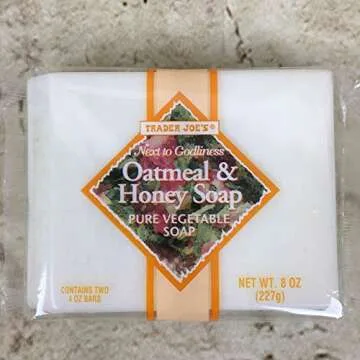 TRADER JOE'S®
Next to Godliness
Oatmeal &
Honey Soap
PURE VEGETABLE
SOAP
CONTAINS TWO
4 OZ BARS
NET WT. 8 OZ
(227g)